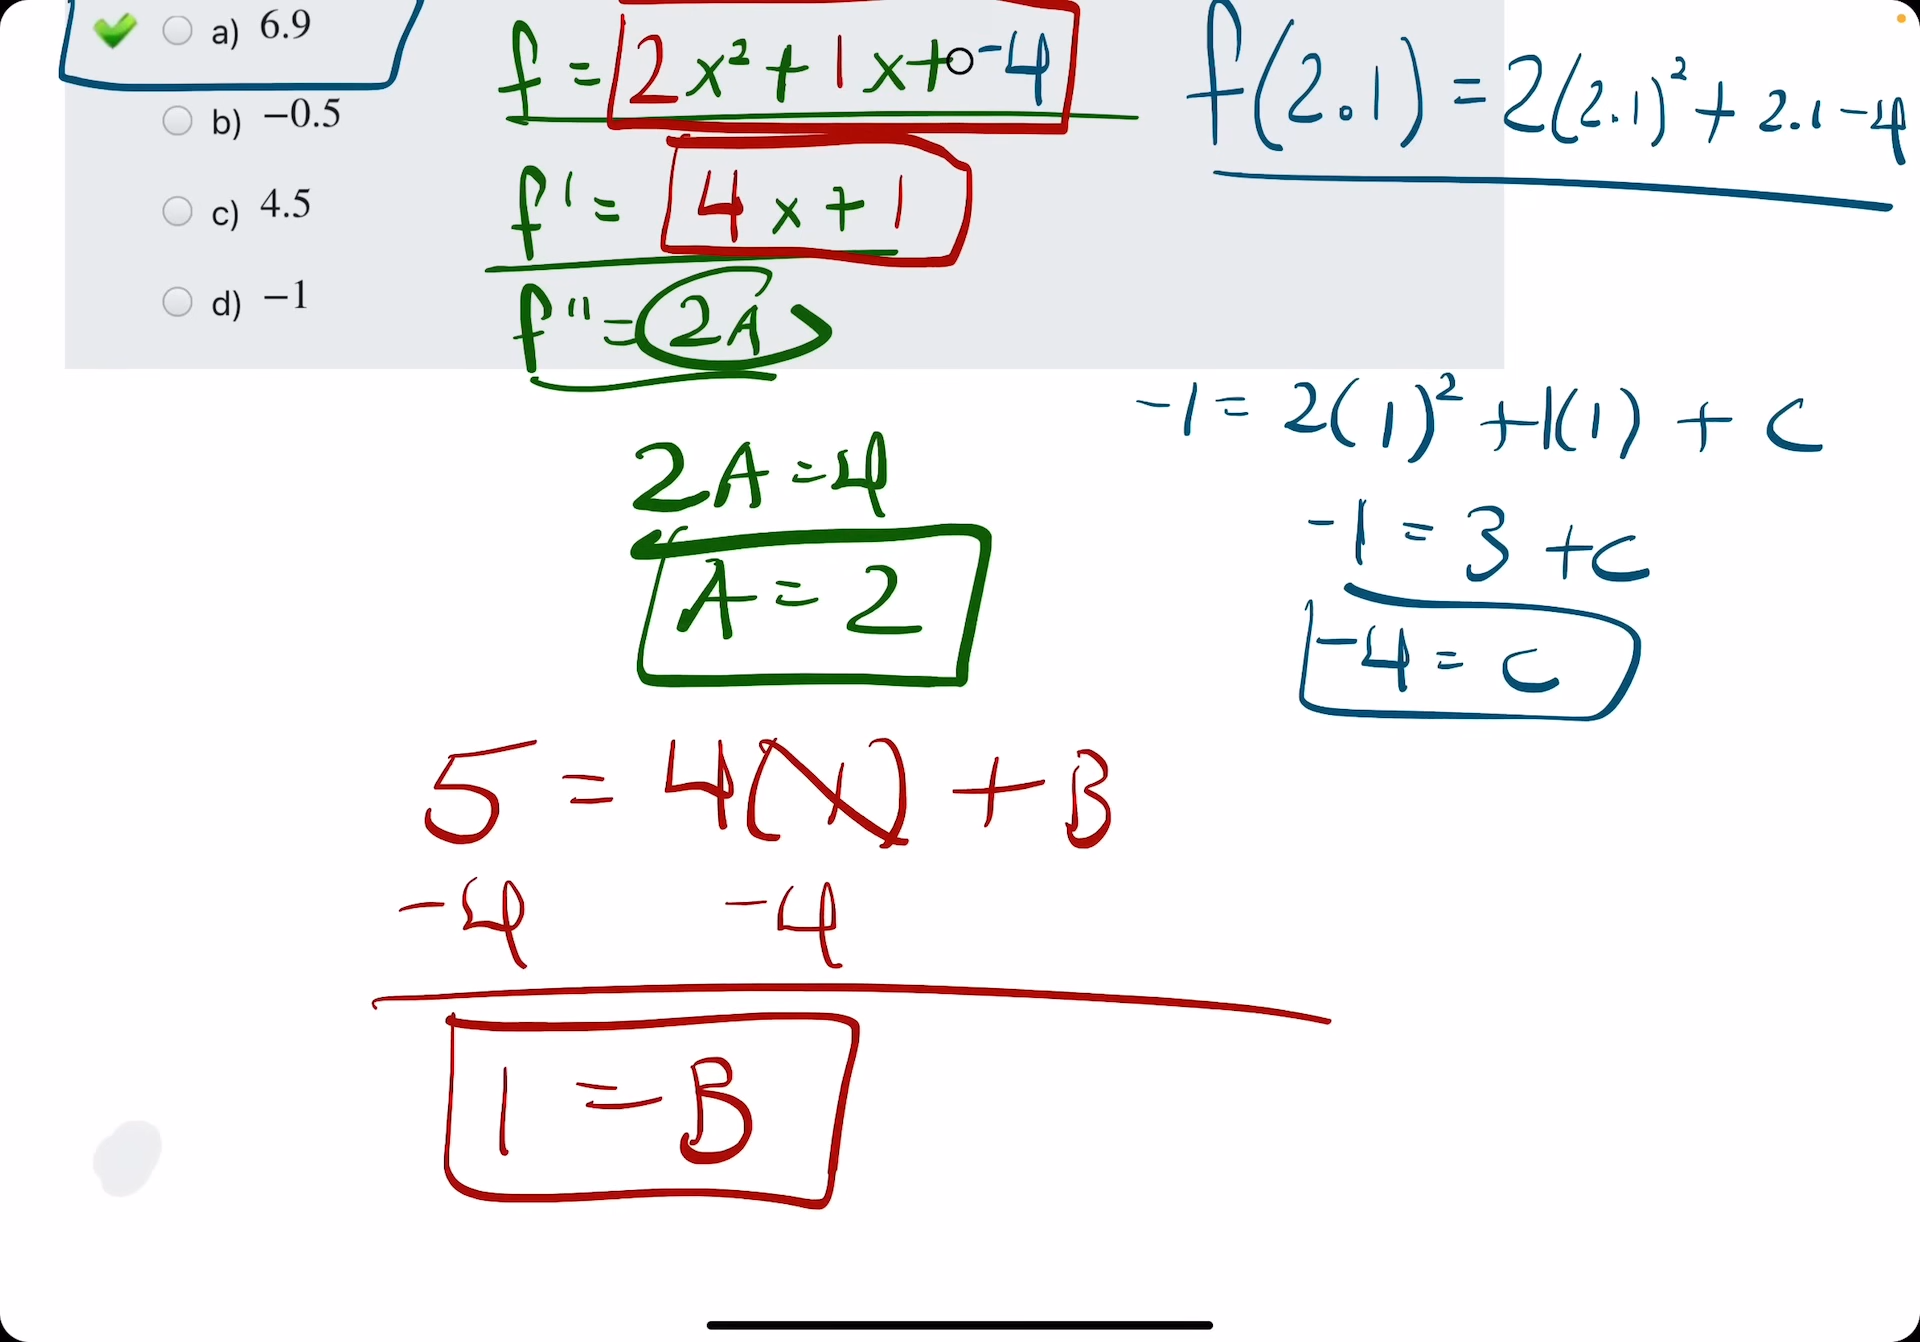 a) 6.9
b) −0.5
c) 4.5
d) −1
f = 2x² + 1x + -4
f' = 4x + 1
f'' = 2A
f(2.1) = 2(2.1)² + 2.1 - 4
2A = 4
A = 2
-1 = 2(1)² + 1(1) + C
-1 = 3 + C
-4 = C
5 = 4(1) + B
-4 -4
1 = B